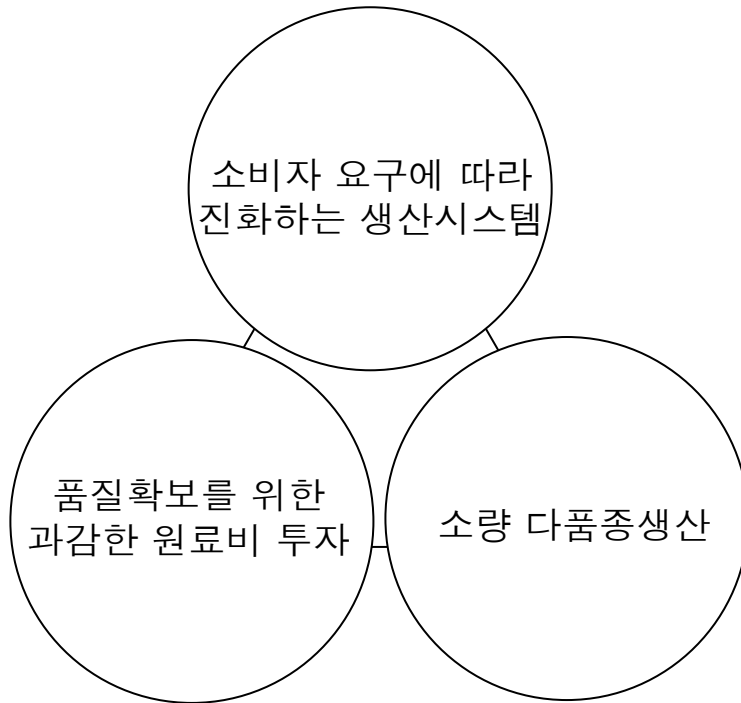 소비자 요구에 따라
진화하는 생산시스템
품질확보를 위한
과감한 원료비 투자
소량 다품종생산